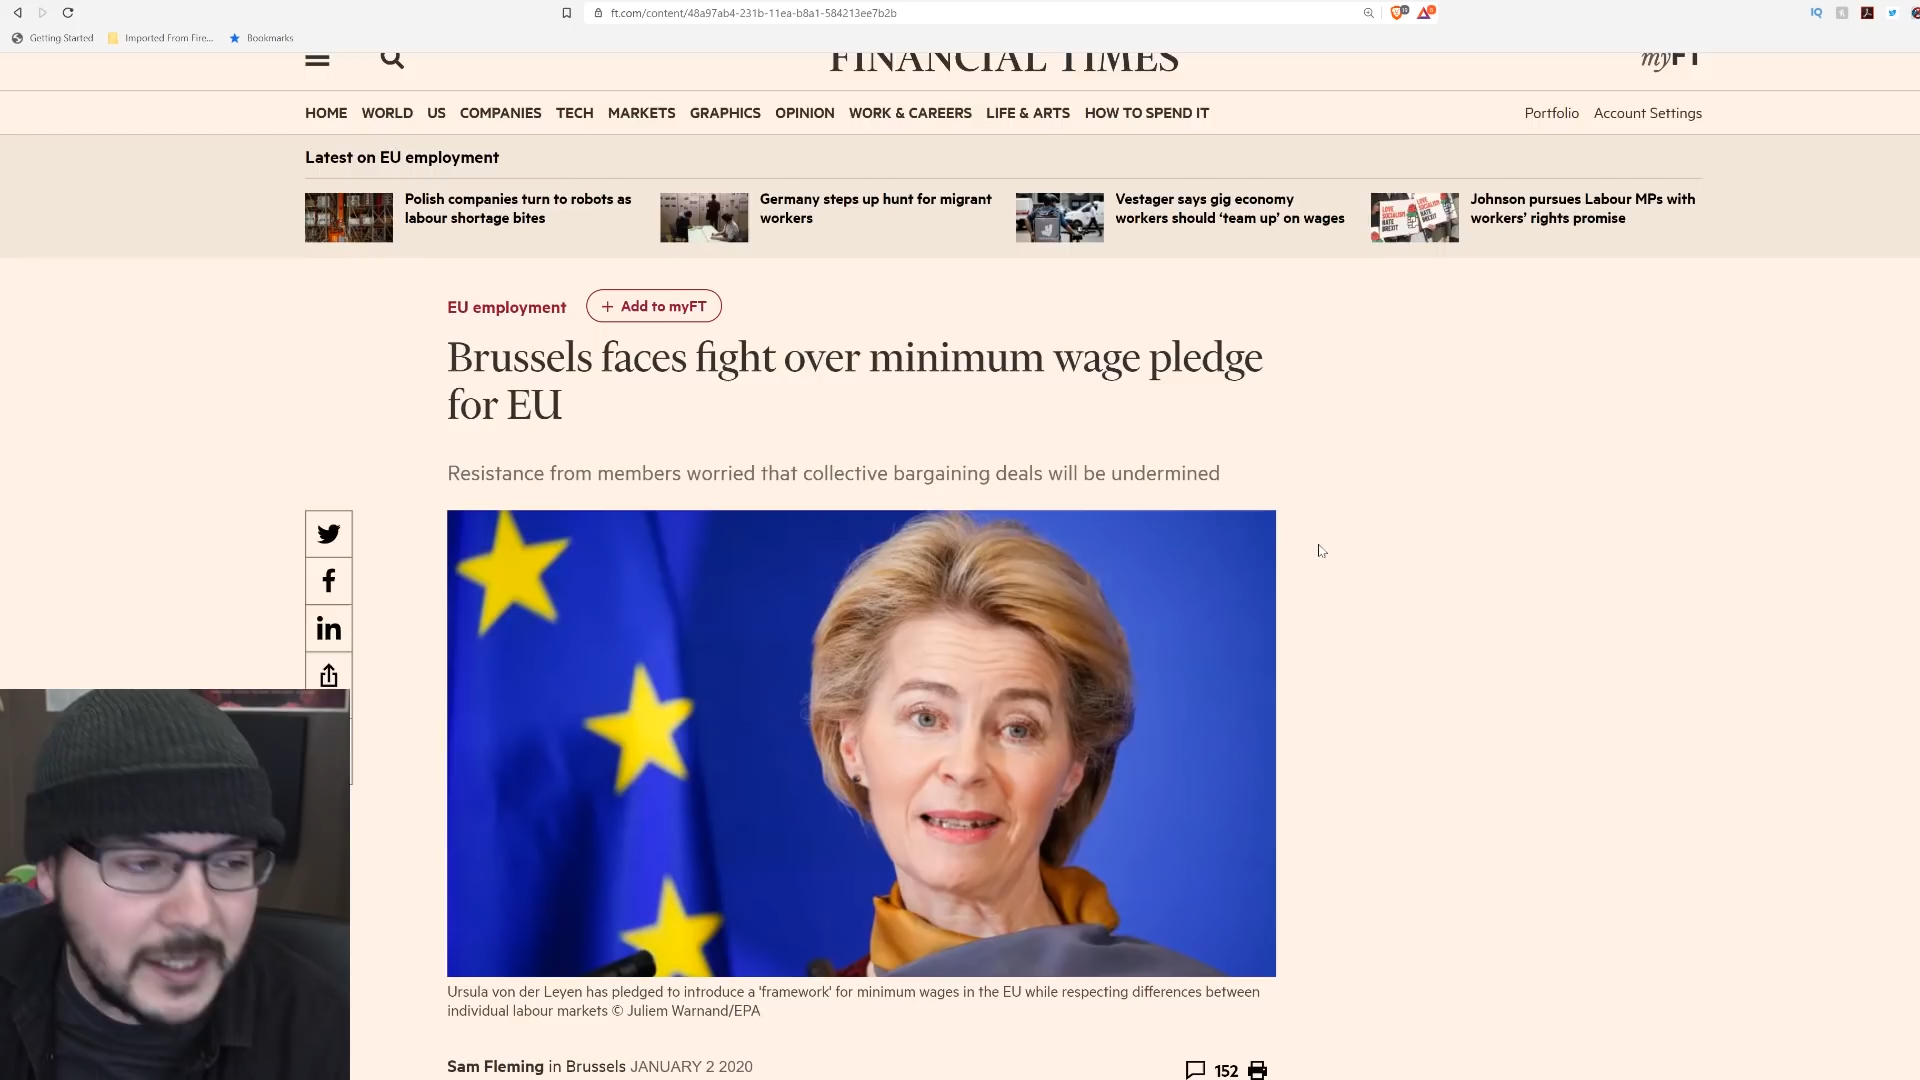 ft.com/content/48a97ab4-231b-11ea-b8a1-584213ee7b2b
IQ
Getting Started
Imported From Fire...
Bookmarks
FINANCIAL TIMES
myFT
HOME WORLD US COMPANIES TECH MARKETS GRAPHICS OPINION WORK & CAREERS LIFE & ARTS HOW TO SPEND IT
Portfolio Account Settings
Latest on EU employment
Polish companies turn to robots as
labour shortage bites
Germany steps up hunt for migrant
workers
Vestager says gig economy
workers should ‘team up’ on wages
LOVE
SOCIALISM
HATE
BREXIT
Johnson pursues Labour MPs with
workers’ rights promise
EU employment
+ Add to myFT
Brussels faces fight over minimum wage pledge
for EU
Resistance from members worried that collective bargaining deals will be undermined
Ursula von der Leyen has pledged to introduce a 'framework' for minimum wages in the EU while respecting differences between
individual labour markets © Juliem Warnand/EPA
Sam Fleming in Brussels JANUARY 2 2020
152